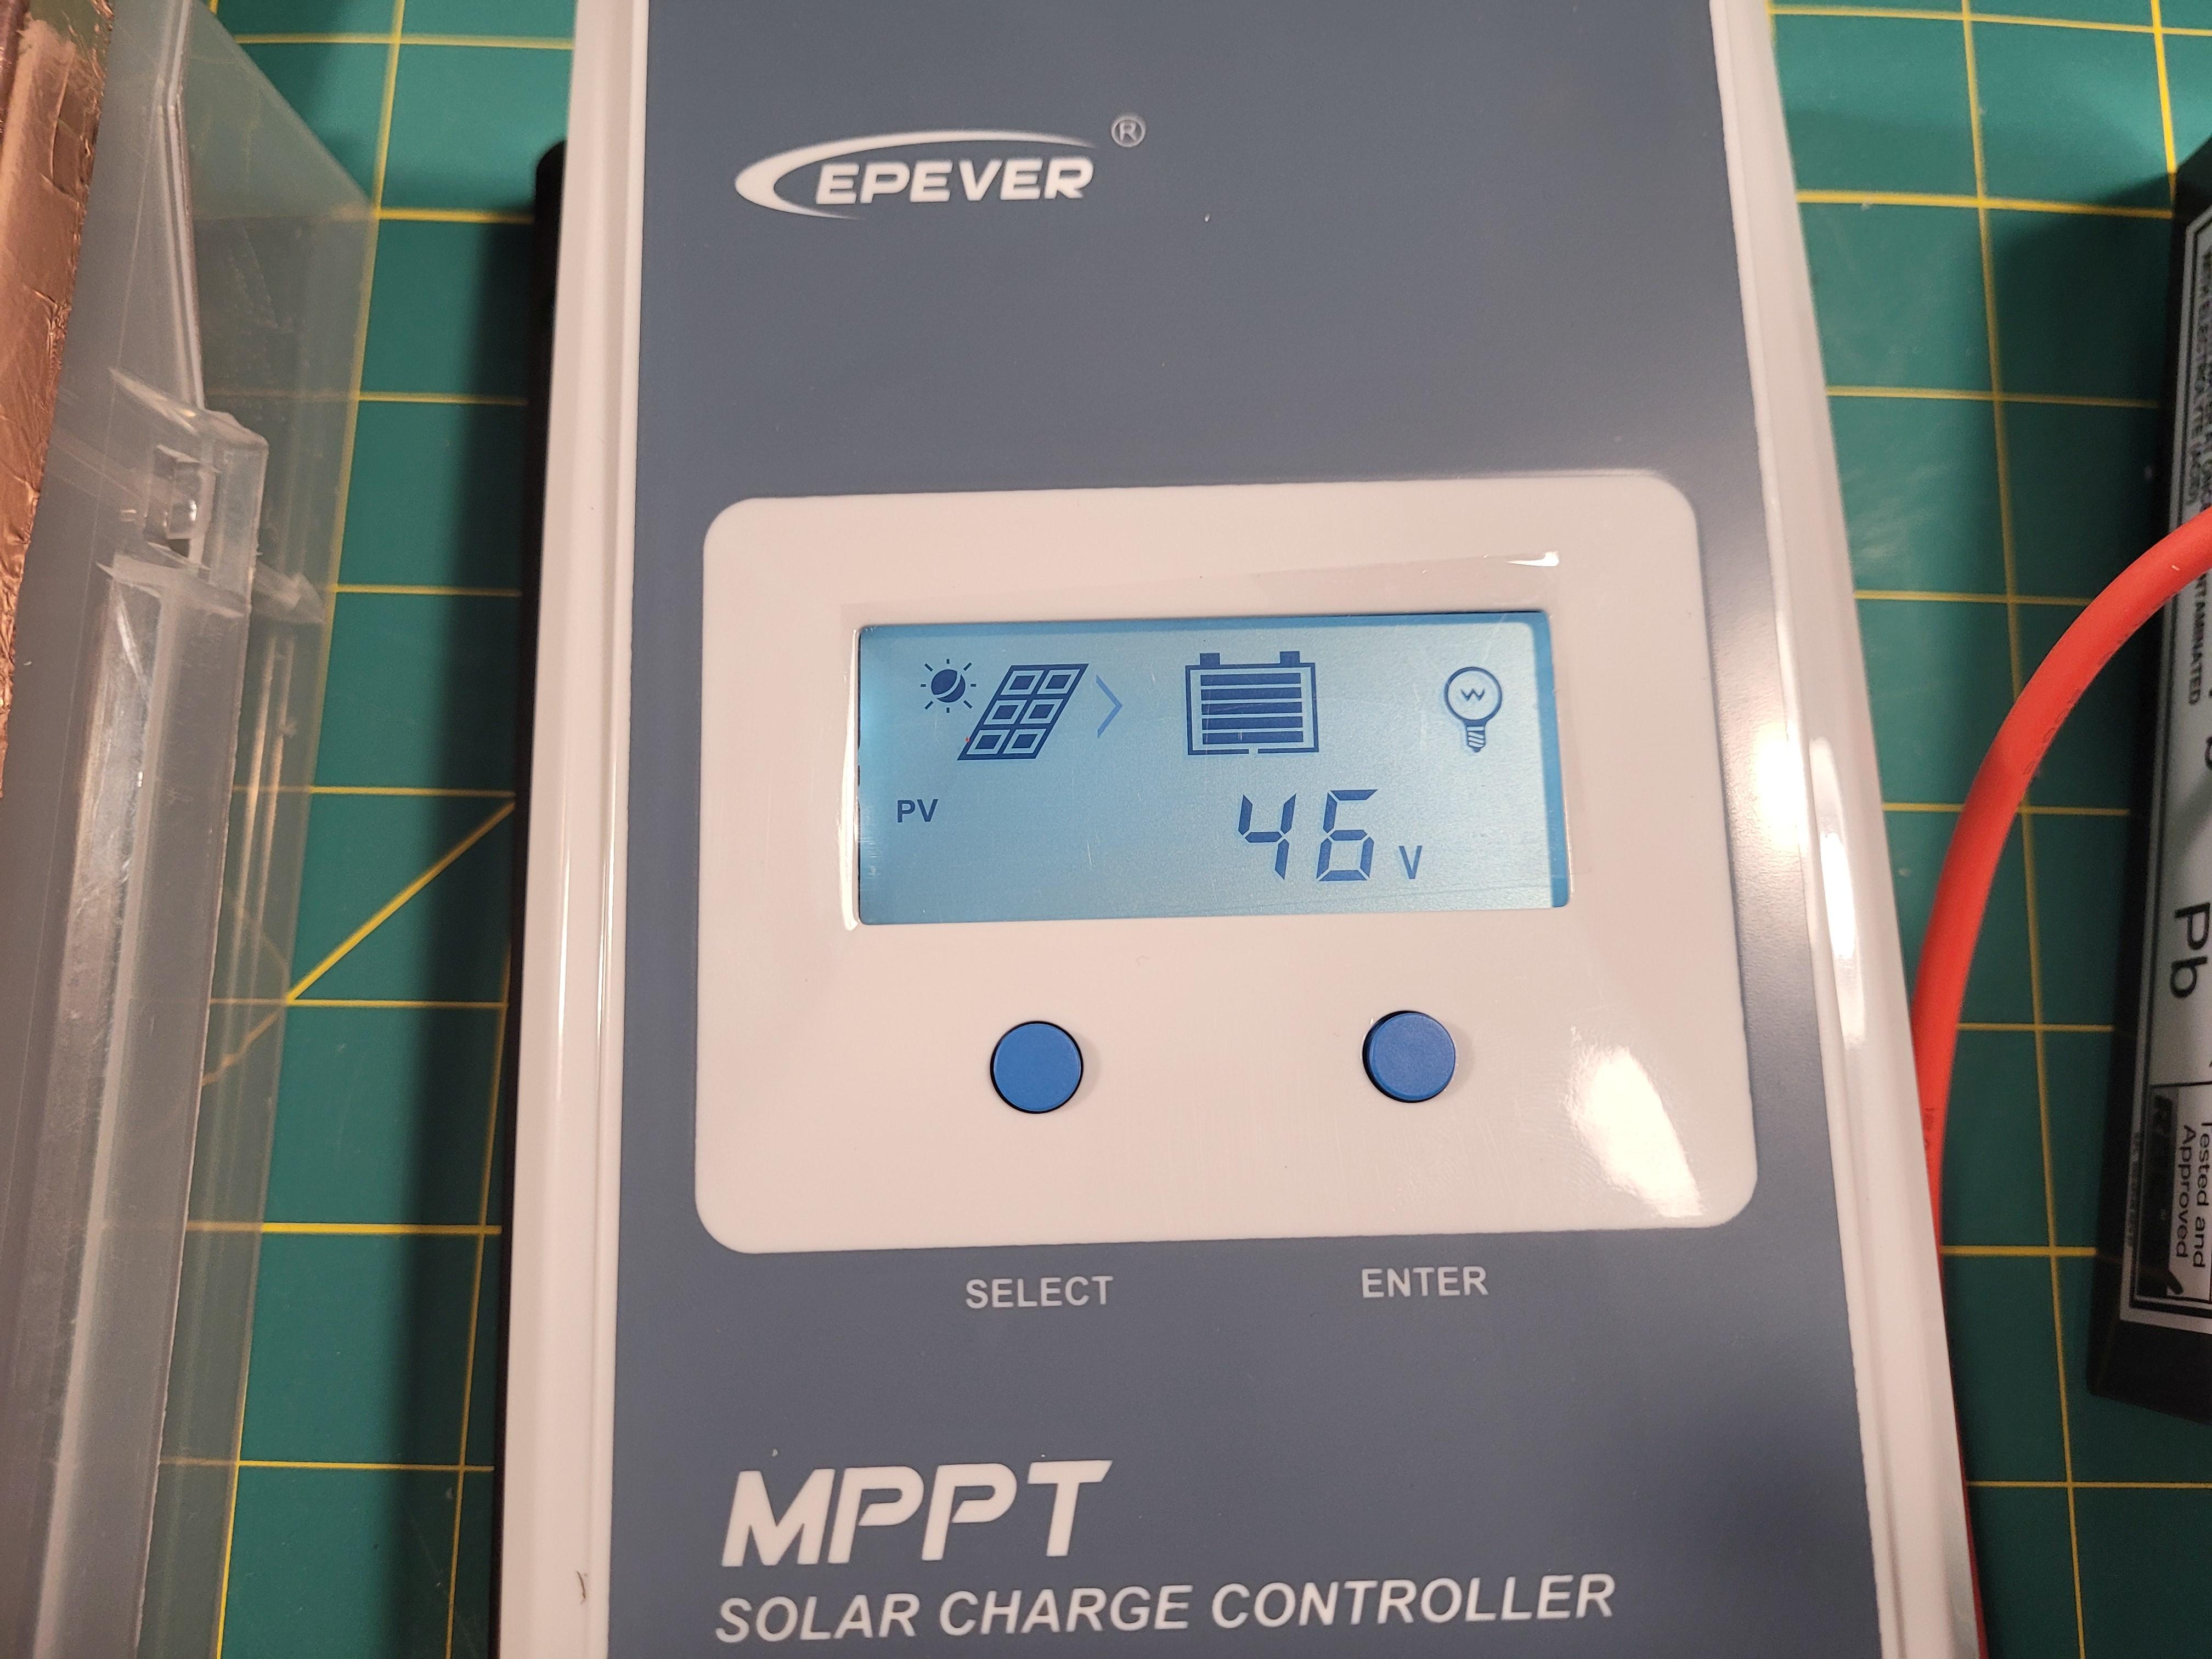 EPEVER ®
PV
46 V
SELECT
ENTER
MPPT
SOLAR CHARGE CONTROLLER
Pb
Tested and
Approved